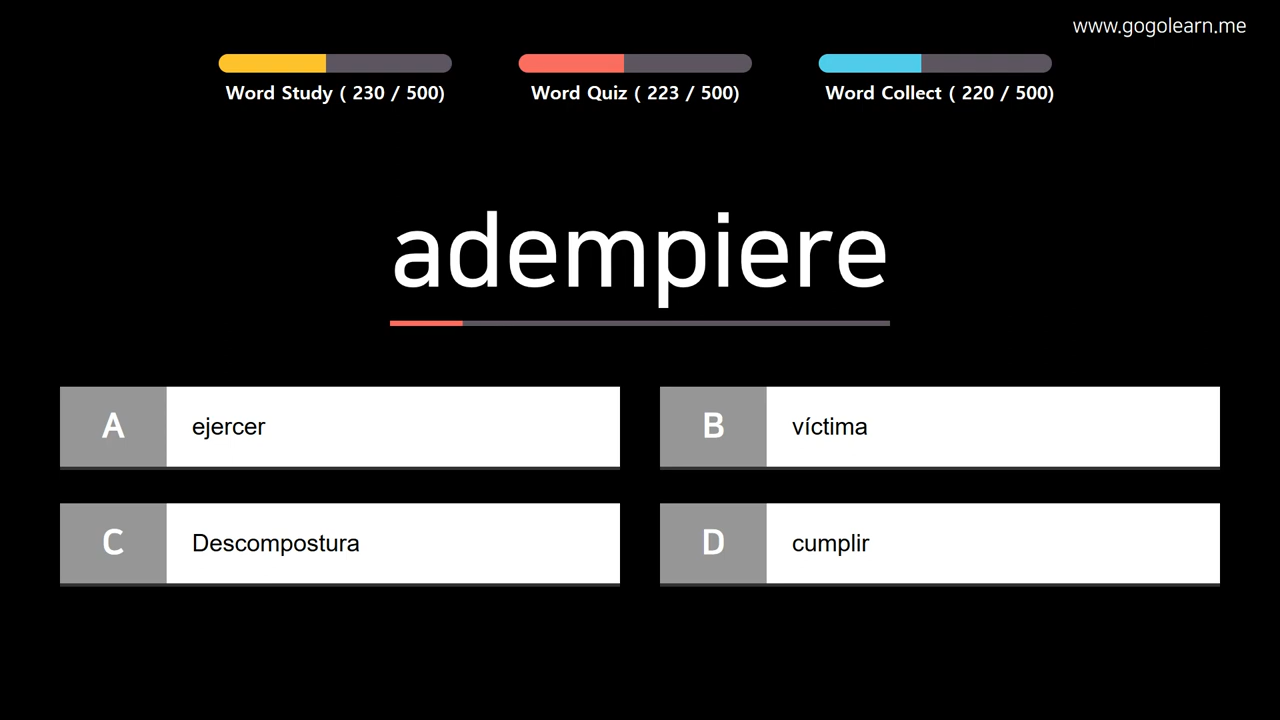 www.gogolearn.me
Word Study ( 230 / 500)
Word Quiz ( 223 / 500)
Word Collect ( 220 / 500)
adempiere
A
ejercer
B
víctima
C
Descompostura
D
cumplir